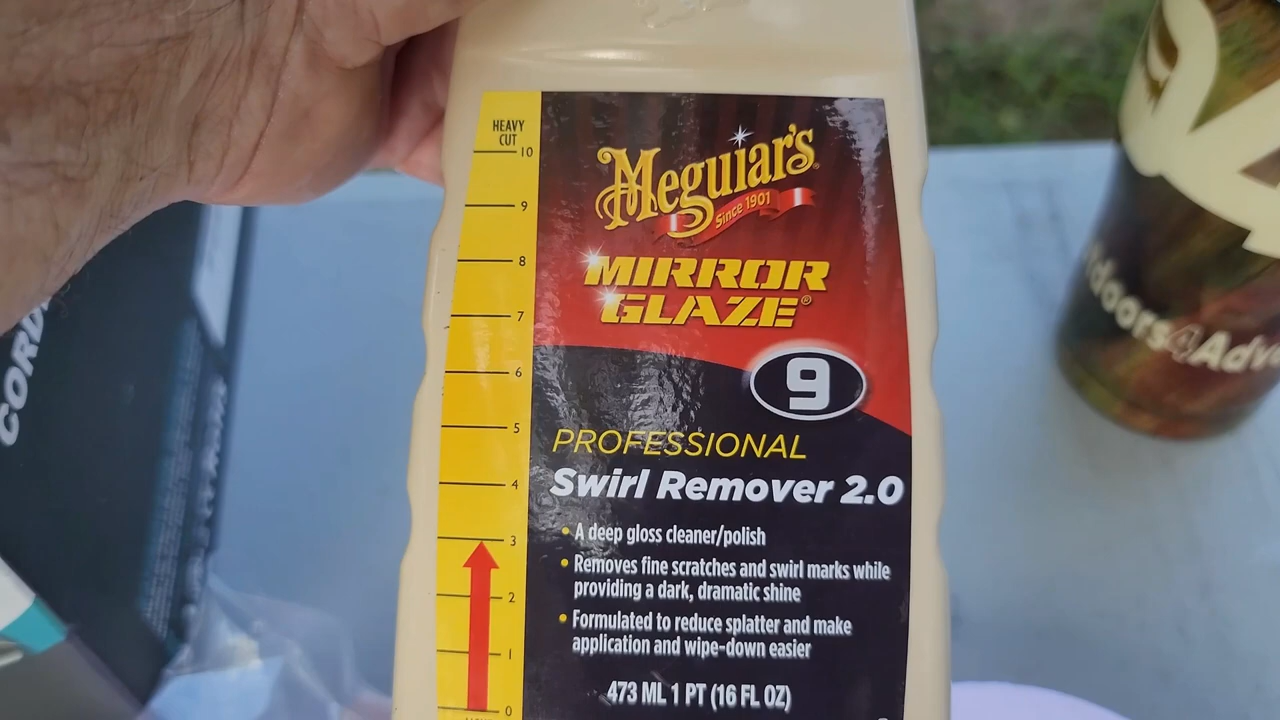 HEAVY
CUT
10
9
8
7
6
5
4
3
2
1
0
Meguiar's
Since 1901
MIRROR
GLAZE®
9
PROFESSIONAL
Swirl Remover 2.0
• A deep gloss cleaner/polish
• Removes fine scratches and swirl marks while
providing a dark, dramatic shine
• Formulated to reduce splatter and make
application and wipe-down easier
473 ML 1 PT (16 FL OZ)
CORD
doors4Adv